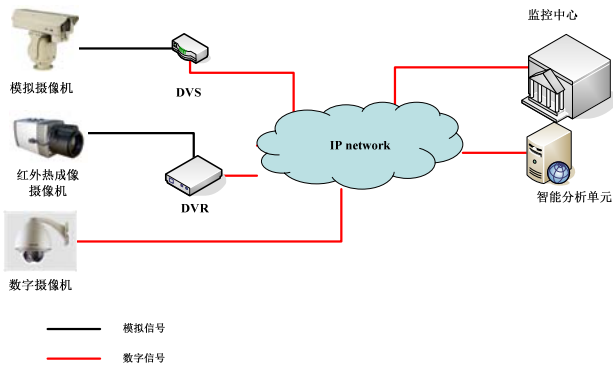 监控中心
模拟摄像机
DVS
IP network
红外热成像
摄像机
DVR
智能分析单元
数字摄像机
模拟信号
数字信号